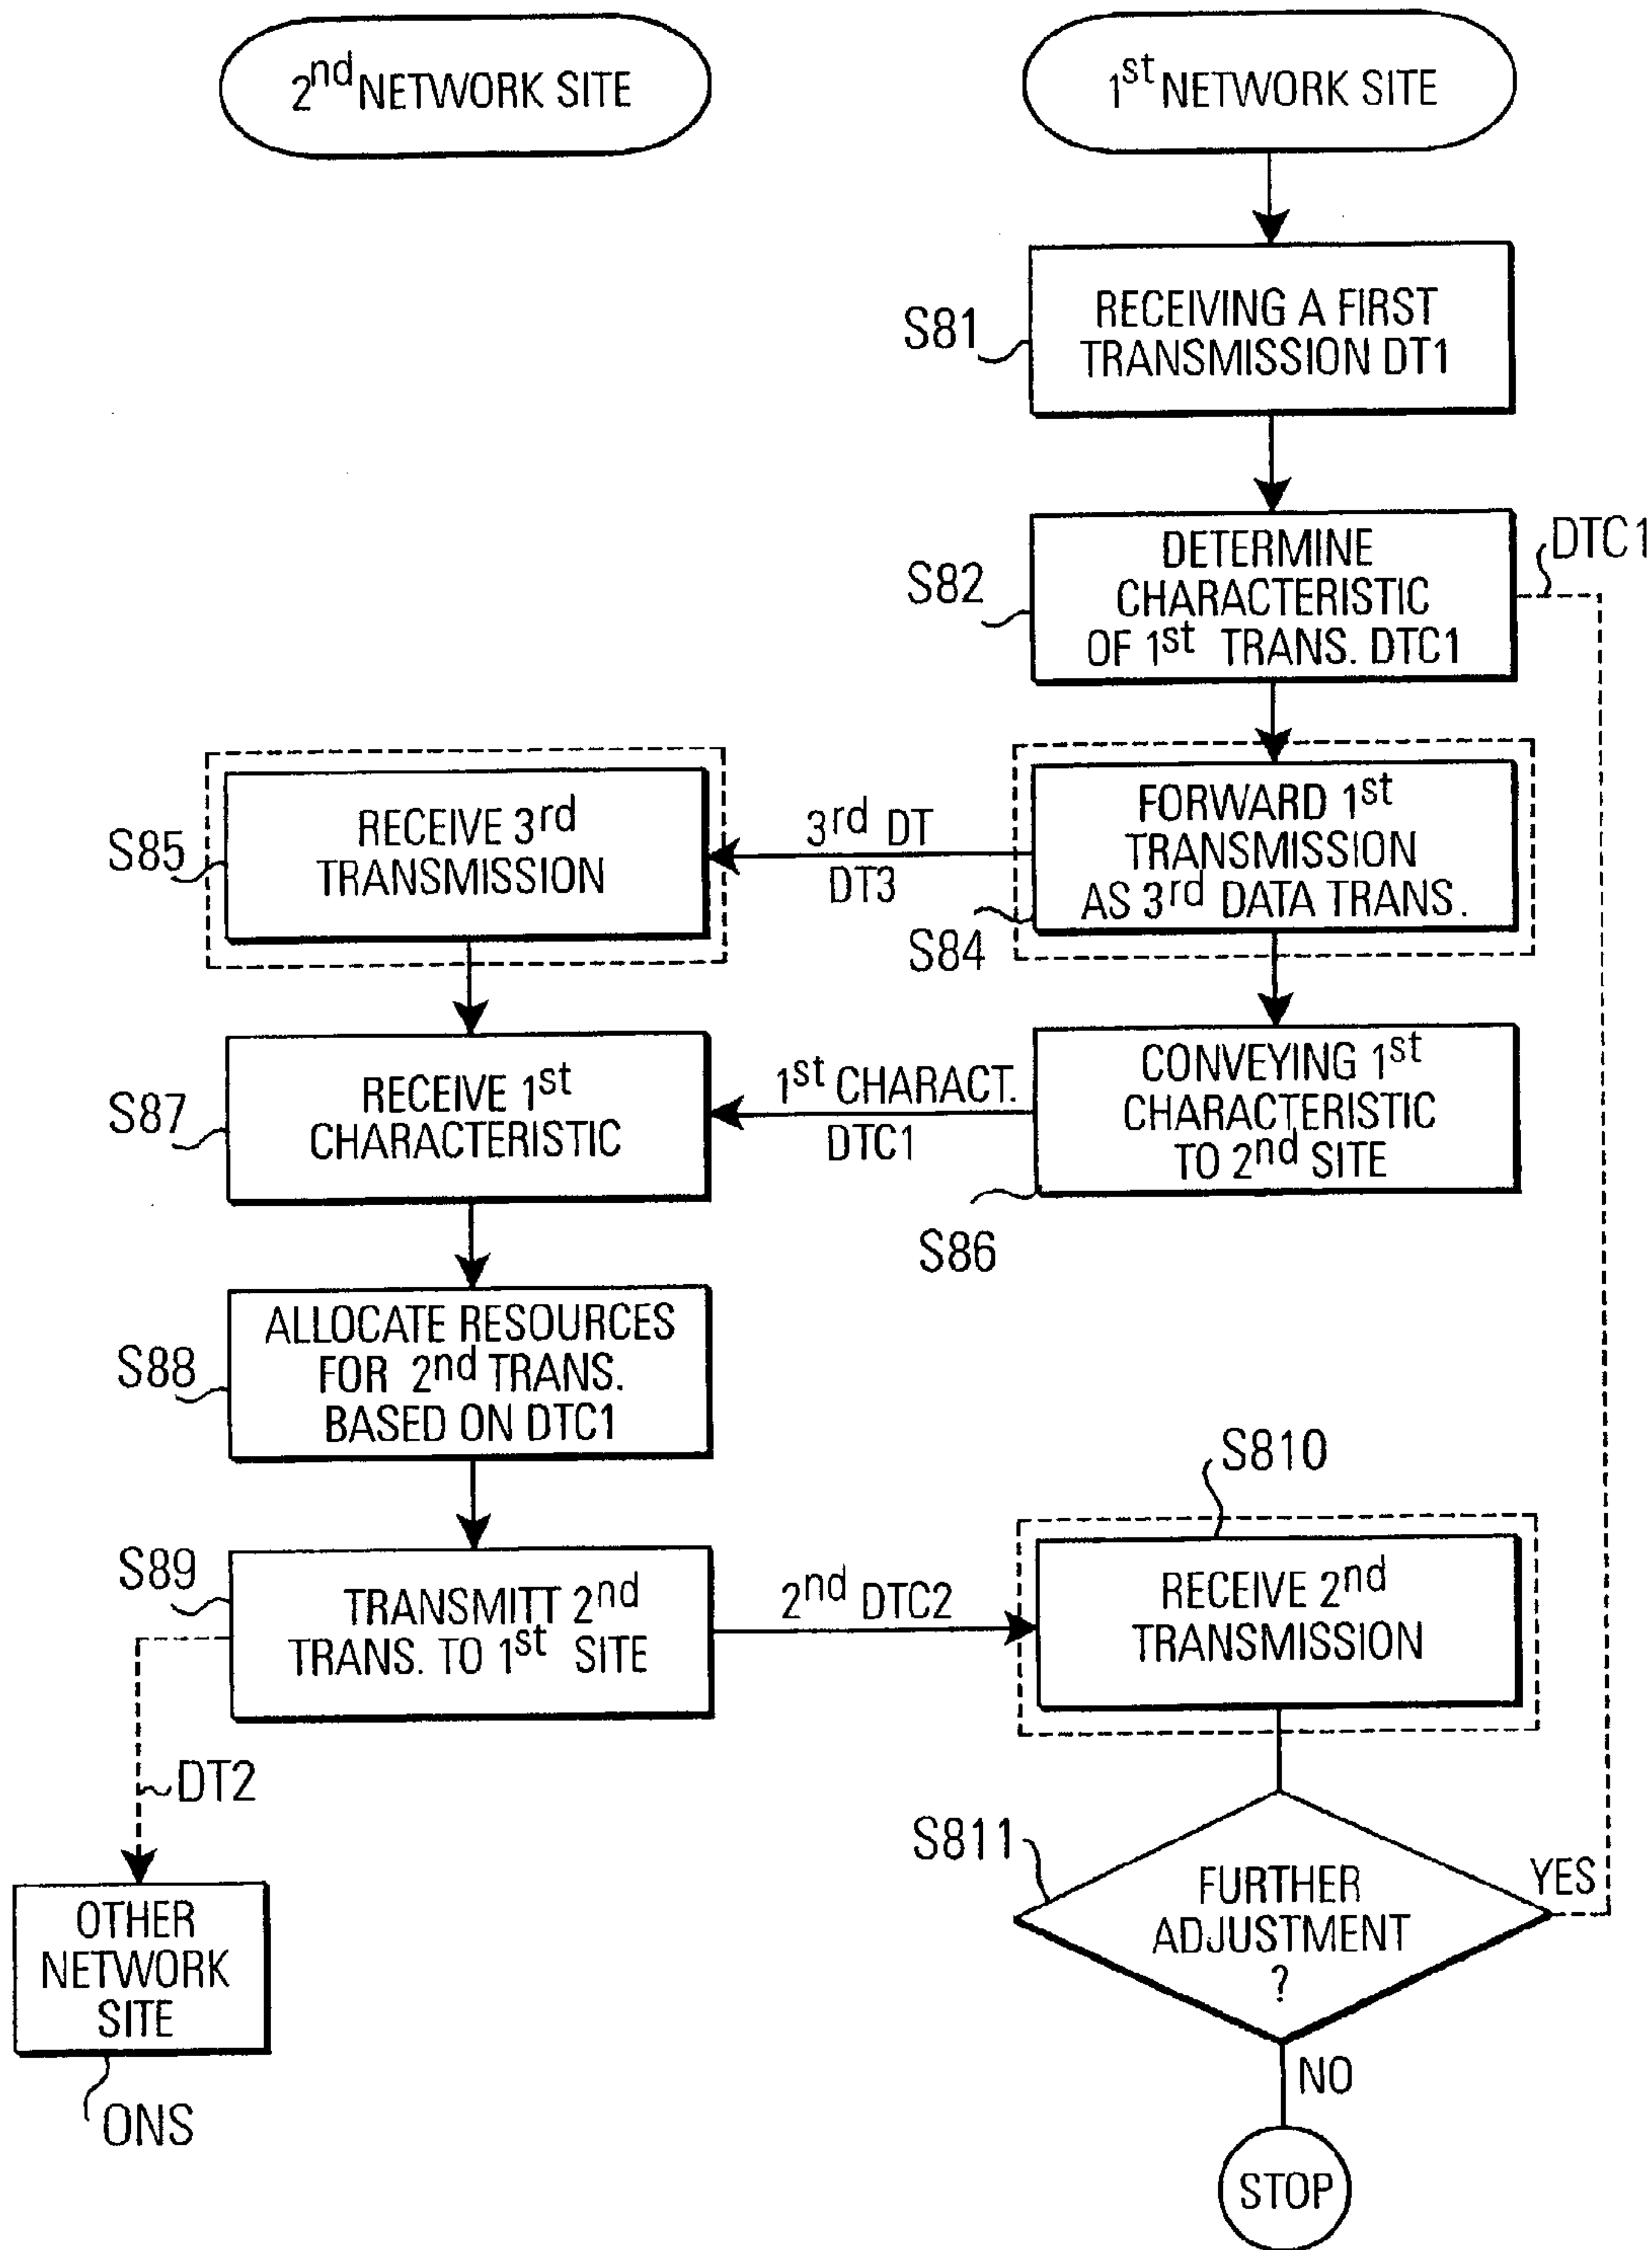 2nd NETWORK SITE
1st NETWORK SITE
S81
RECEIVING A FIRST
TRANSMISSION DT1
S82
DETERMINE
CHARACTERISTIC
OF 1st TRANS. DTC1
DTC1
S85
RECEIVE 3rd
TRANSMISSION
3rd DT
DT3
FORWARD 1st
TRANSMISSION
AS 3rd DATA TRANS.
S84
S87
RECEIVE 1st
CHARACTERISTIC
1st CHARACT.
DTC1
CONVEYING 1st
CHARACTERISTIC
TO 2nd SITE
S86
S88
ALLOCATE RESOURCES
FOR 2nd TRANS.
BASED ON DTC1
S810
S89
TRANSMITT 2nd
TRANS. TO 1st SITE
2nd DTC2
RECEIVE 2nd
TRANSMISSION
DT2
S811
FURTHER
ADJUSTMENT
?
YES
OTHER
NETWORK
SITE
ONS
NO
STOP